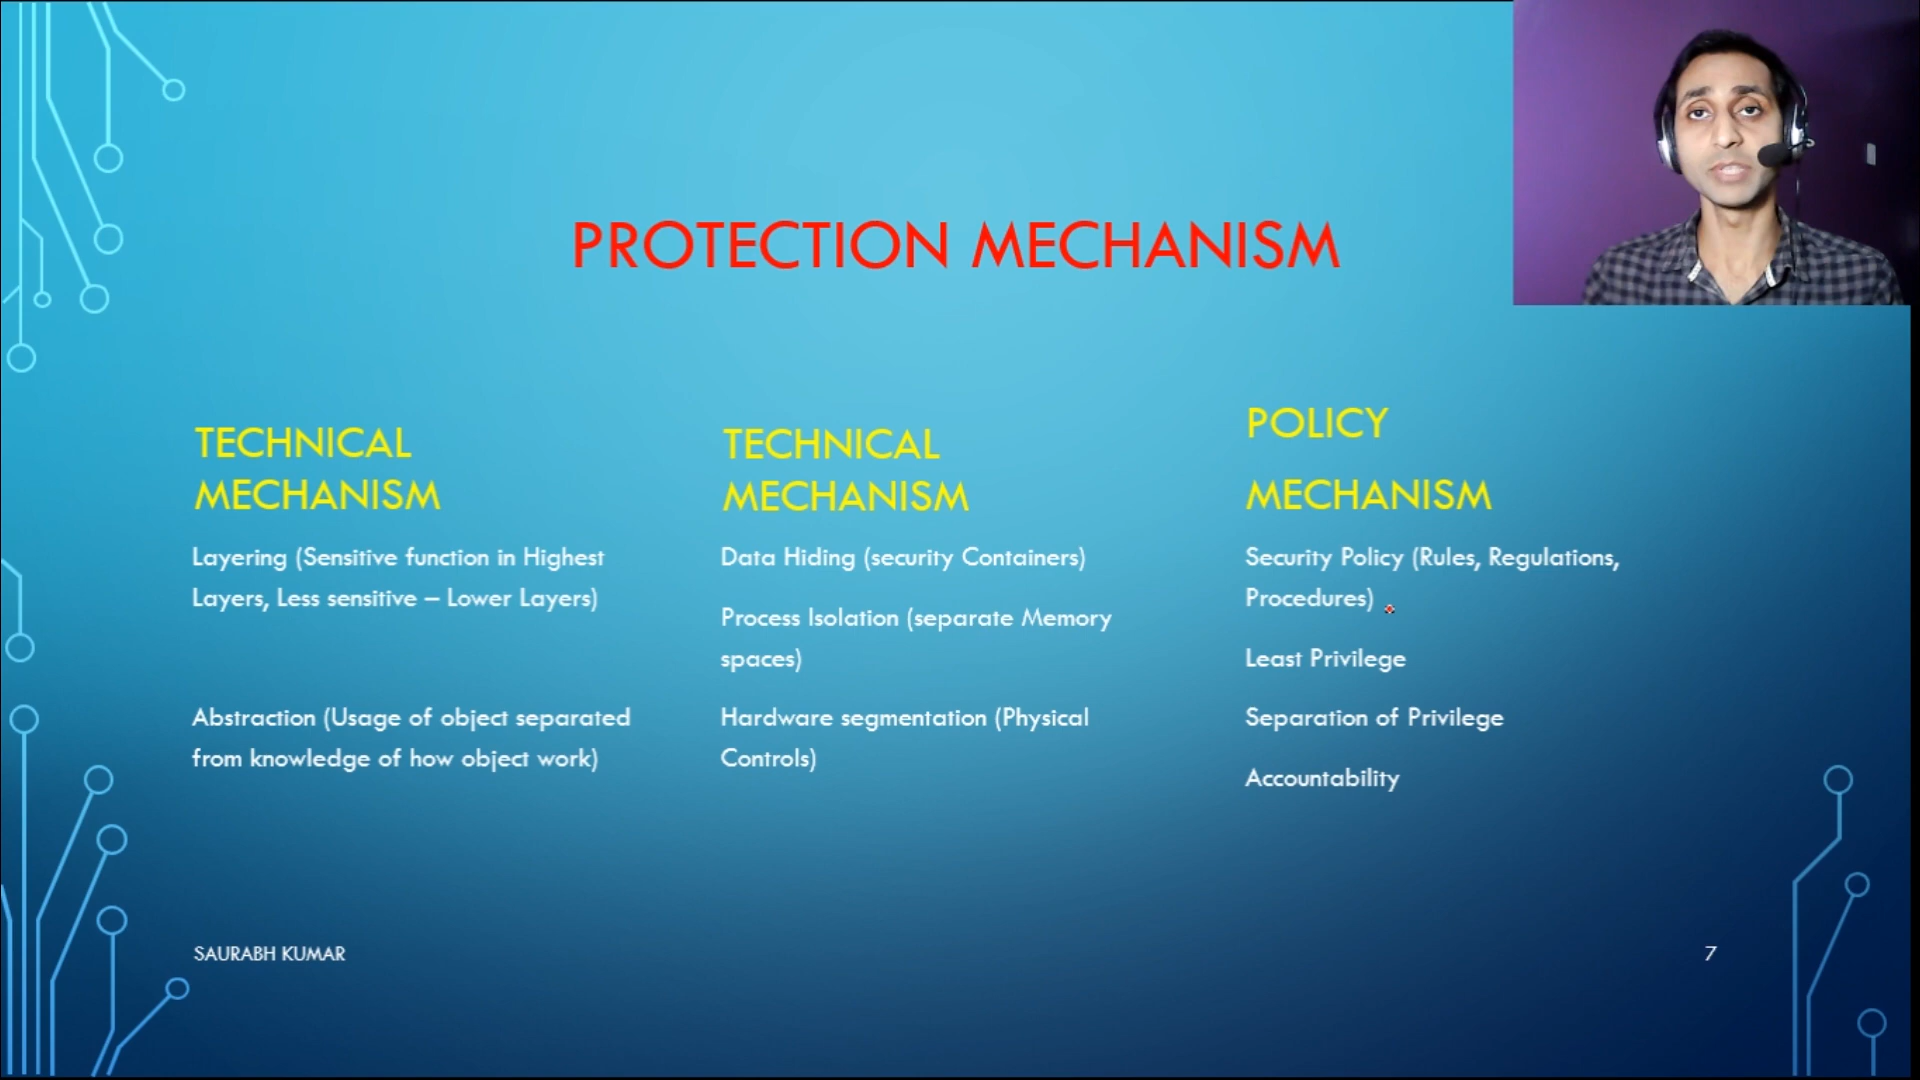 PROTECTION MECHANISM
TECHNICAL
MECHANISM
Layering (Sensitive function in Highest
Layers, Less sensitive – Lower Layers)
Abstraction (Usage of object separated
from knowledge of how object work)
TECHNICAL
MECHANISM
Data Hiding (security Containers)
Process Isolation (separate Memory
spaces)
Hardware segmentation (Physical
Controls)
POLICY
MECHANISM
Security Policy (Rules, Regulations,
Procedures)
Least Privilege
Separation of Privilege
Accountability
SAURABH KUMAR
7